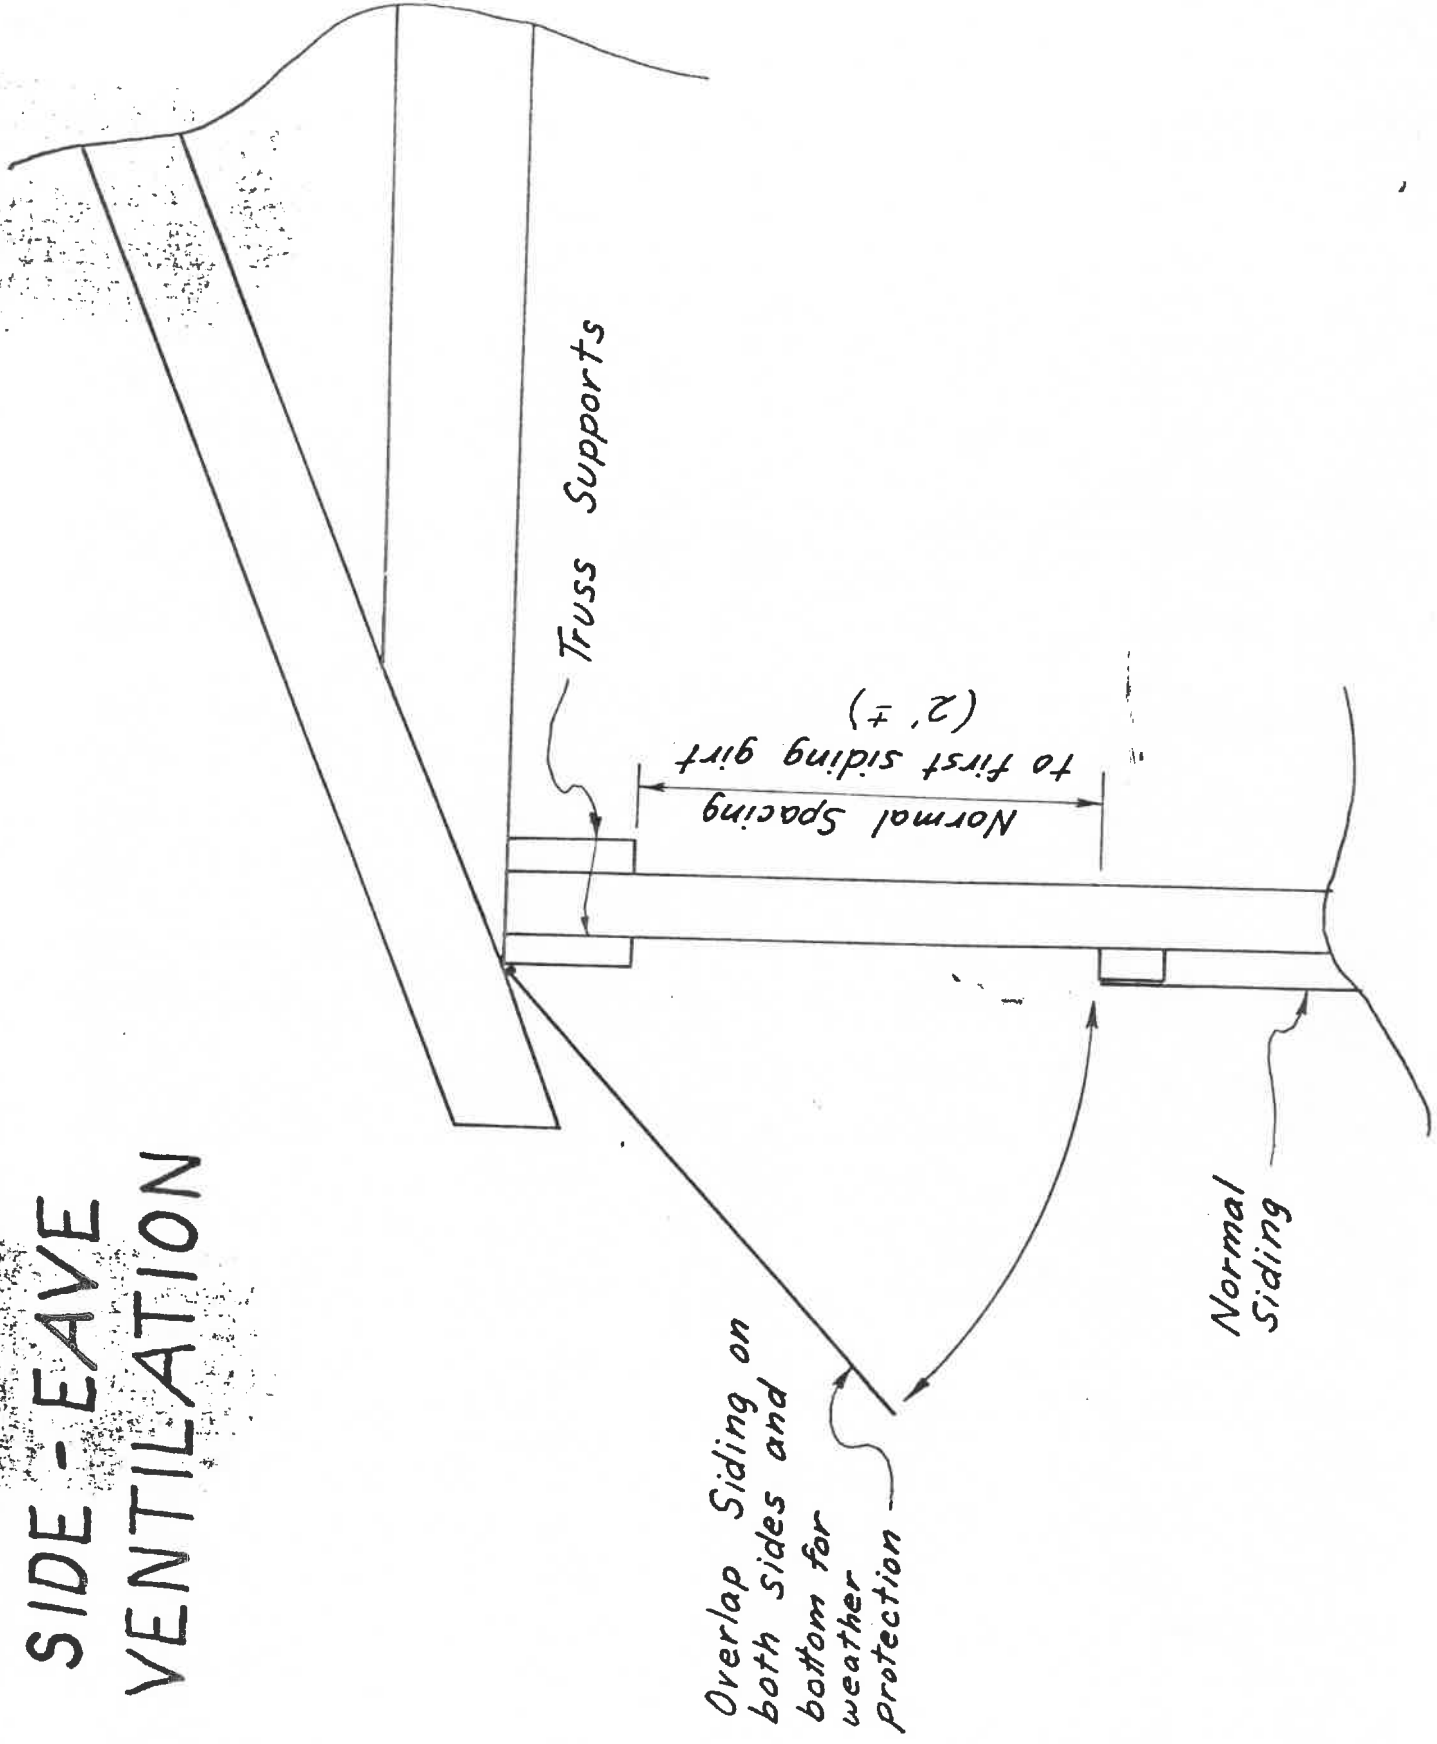 SIDE-EAVE
VENTILATION
Truss Supports
Normal Spacing
to first siding girt
(2' ±)
Overlap Siding on
both sides and
bottom for
weather
protection
Normal
Siding